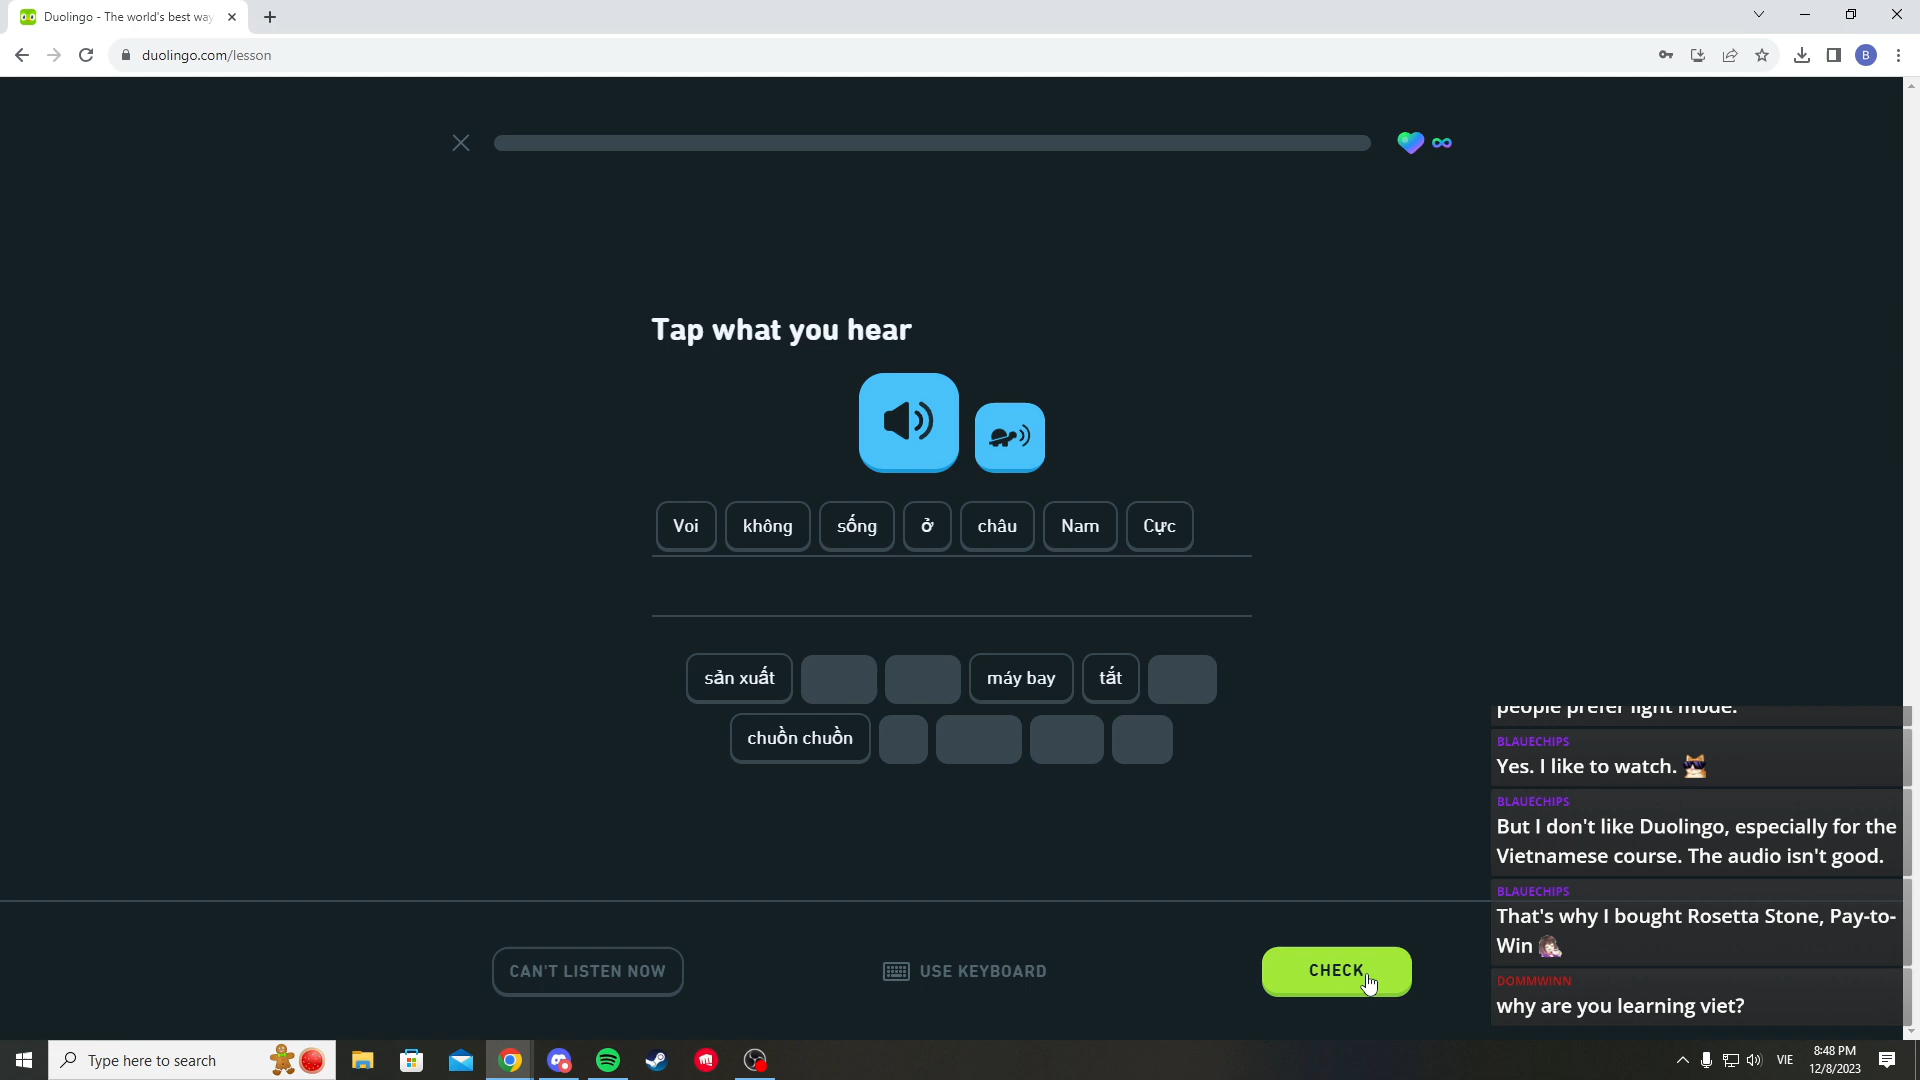 Duolingo - The world's best way
duolingo.com/lesson
B
Tap what you hear
Voi không sống ở châu Nam Cực
sản xuất máy bay tắt
chuồn chuồn
people prefer light mode.
BLAUECHIPS
Yes. I like to watch.
BLAUECHIPS
But I don't like Duolingo, especially for the
Vietnamese course. The audio isn't good.
BLAUECHIPS
That's why I bought Rosetta Stone, Pay-to-
Win
DOMMWINN
why are you learning viet?
CAN'T LISTEN NOW USE KEYBOARD CHECK
Type here to search
VIE
8:48 PM
12/8/2023